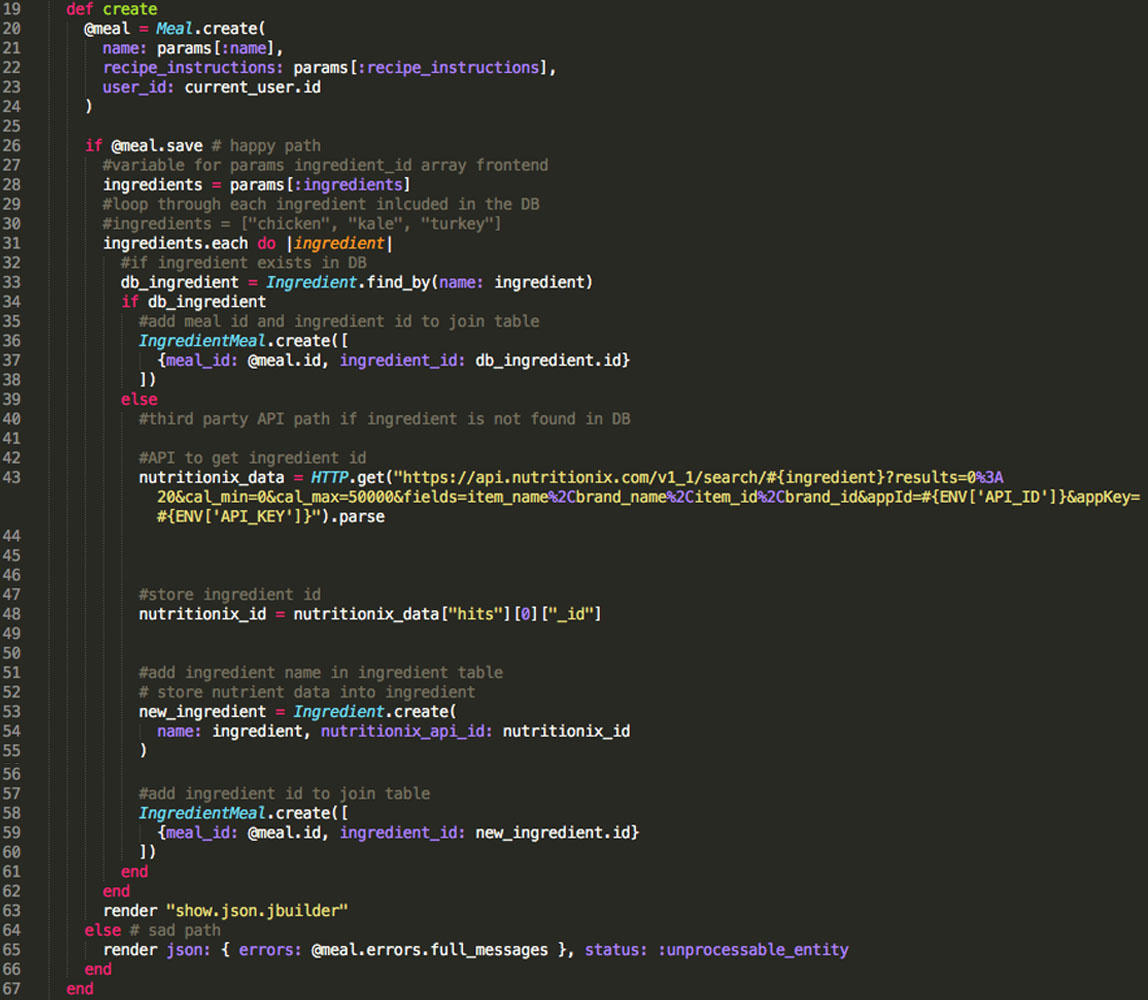 19 def create
20 @meal = Meal.create(
21 name: params[:name],
22 recipe_instructions: params[:recipe_instructions],
23 user_id: current_user.id
24 )
25
26 if @meal.save # happy path
27 #variable for params ingredient_id array frontend
28 ingredients = params[:ingredients]
29 #loop through each ingredient inlcuded in the DB
30 #ingredients = ["chicken", "kale", "turkey"]
31 ingredients.each do |ingredient|
32 #if ingredient exists in DB
33 db_ingredient = Ingredient.find_by(name: ingredient)
34 if db_ingredient
35 #add meal id and ingredient id to join table
36 IngredientMeal.create([
37 {meal_id: @meal.id, ingredient_id: db_ingredient.id}
38 ])
39 else
40 #third party API path if ingredient is not found in DB
41
42 #API to get ingredient id
43 nutritionix_data = HTTP.get("https://api.nutritionix.com/v1_1/search/#{ingredient}?results=0%3A
20&cal_min=0&cal_max=50000&fields=item_name%2Cbrand_name%2Citem_id%2Cbrand_id&appId=#{ENV['API_ID']}&appKey=
#{ENV['API_KEY']}").parse
44
45
46
47 #store ingredient id
48 nutritionix_id = nutritionix_data["hits"][0]["_id"]
49
50
51 #add ingredient name in ingredient table
52 # store nutrient data into ingredient
53 new_ingredient = Ingredient.create(
54 name: ingredient, nutritionix_api_id: nutritionix_id
55 )
56
57 #add ingredient id to join table
58 IngredientMeal.create([
59 {meal_id: @meal.id, ingredient_id: new_ingredient.id}
60 ])
61 end
62 end
63 render "show.json.jbuilder"
64 else # sad path
65 render json: { errors: @meal.errors.full_messages }, status: :unprocessable_entity
66 end
67 end